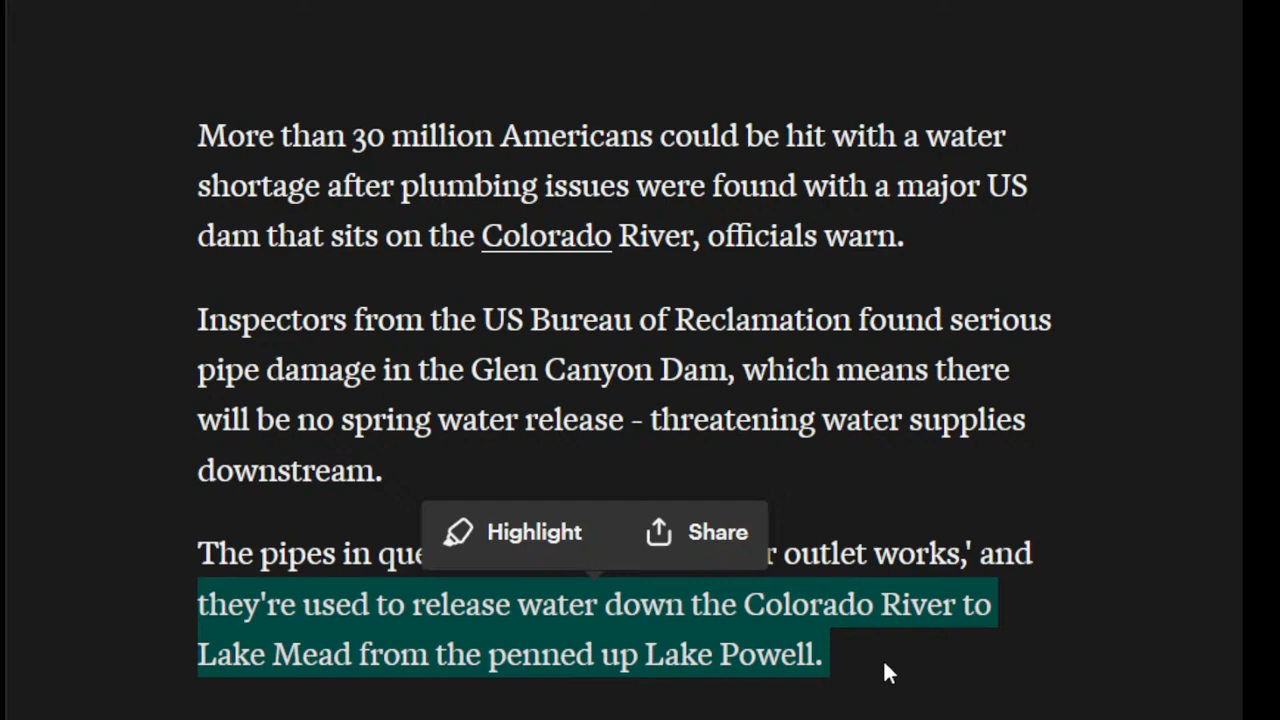 More than 30 million Americans could be hit with a water
shortage after plumbing issues were found with a major US
dam that sits on the Colorado River, officials warn.
Inspectors from the US Bureau of Reclamation found serious
pipe damage in the Glen Canyon Dam, which means there
will be no spring water release - threatening water supplies
downstream.
Highlight Share
The pipes in outlet works,' and
they're used to release water down the Colorado River to
Lake Mead from the penned up Lake Powell.